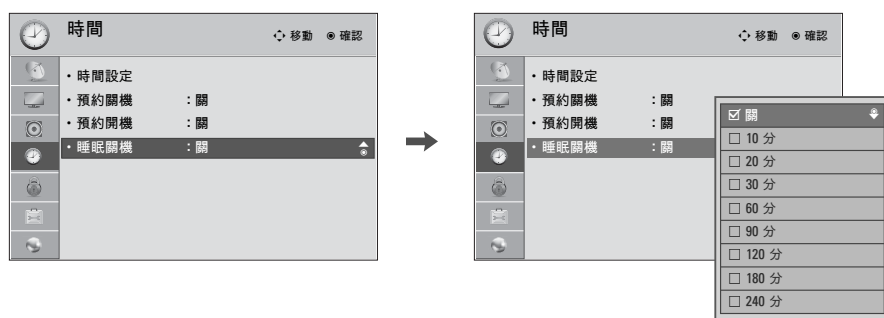 時間 移動 確認
・時間設定
・預約關機 : 關
・預約開機 : 關
・睡眠關機 : 關
時間 移動 確認
・時間設定
・預約關機 : 關
・預約開機
・睡眠關機 : 關
關
10 分
20 分
30 分
60 分
90 分
120 分
180 分
240 分